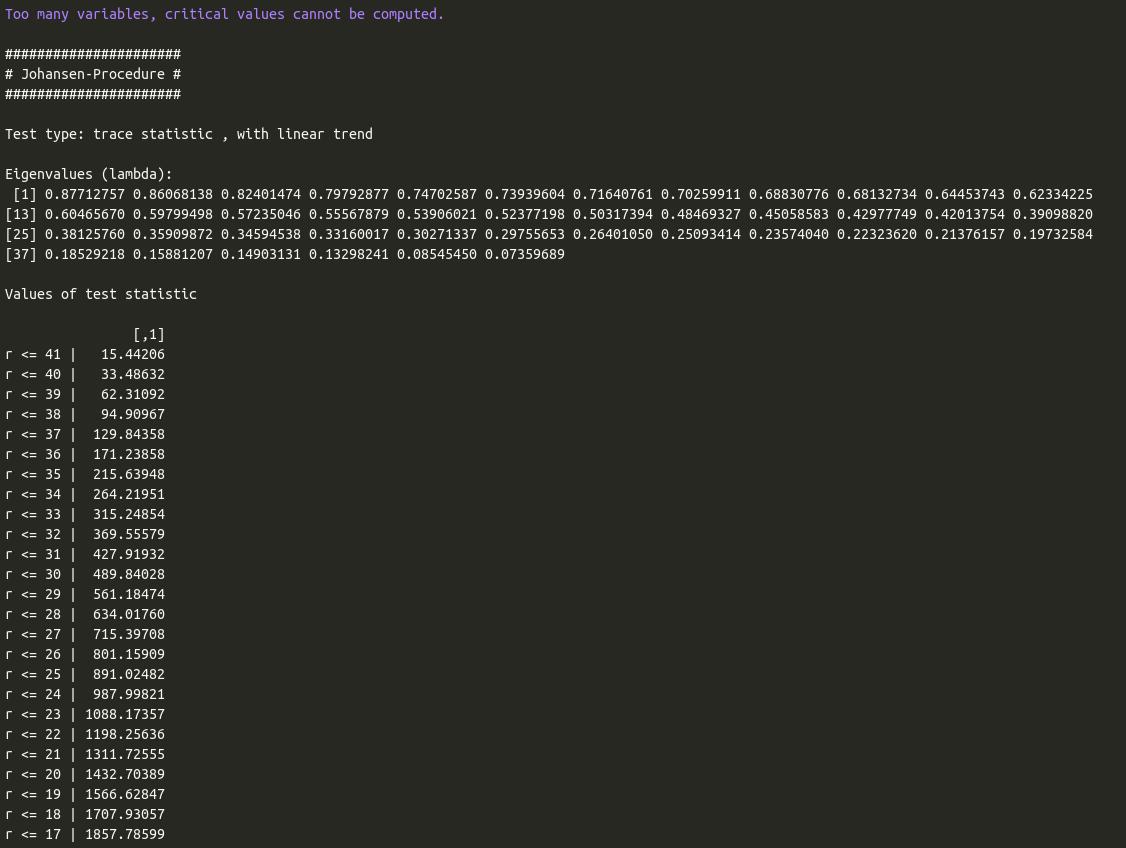 Too many variables, critical values cannot be computed.
######################
# Johansen-Procedure #
######################
Test type: trace statistic , with linear trend
Eigenvalues (lambda):
 [1] 0.87712757 0.86068138 0.82401474 0.79792877 0.74702587 0.73939604 0.71640761 0.70259911 0.68830776 0.68132734 0.64453743 0.62334225
[13] 0.60465670 0.59799498 0.57235046 0.55567879 0.53906021 0.52377198 0.50317394 0.48469327 0.45058583 0.42977749 0.42013754 0.39098820
[25] 0.38125760 0.35909872 0.34594538 0.33160017 0.30271337 0.29755653 0.26401050 0.25093414 0.23574040 0.22323620 0.21376157 0.19732584
[37] 0.18529218 0.15881207 0.14903131 0.13298241 0.08545450 0.07359689
Values of test statistic
                [,1]
r <= 41 |   15.44206
r <= 40 |   33.48632
r <= 39 |   62.31092
r <= 38 |   94.90967
r <= 37 |  129.84358
r <= 36 |  171.23858
r <= 35 |  215.63948
r <= 34 |  264.21951
r <= 33 |  315.24854
r <= 32 |  369.55579
r <= 31 |  427.91932
r <= 30 |  489.84028
r <= 29 |  561.18474
r <= 28 |  634.01760
r <= 27 |  715.39708
r <= 26 |  801.15909
r <= 25 |  891.02482
r <= 24 |  987.99821
r <= 23 | 1088.17357
r <= 22 | 1198.25636
r <= 21 | 1311.72555
r <= 20 | 1432.70389
r <= 19 | 1566.62847
r <= 18 | 1707.93057
r <= 17 | 1857.78599